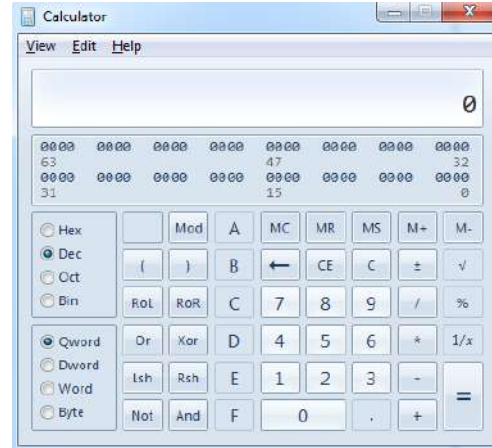 Calculator
View Edit Help
0
0000 0000 0000 0000 0000 0000 0000 0000
63 47 32
0000 0000 0000 0000 0000 0000 0000 0000
31 15 0
Hex Mod A MC MR MS M+ M-
Dec ( ) B ← CE C ± √
Oct
Bin RoL RoR C 7 8 9 / %
Qword Or Xor D 4 5 6 * 1/x
Dword
Word Lsh Rsh E 1 2 3 - =
Byte Not And F 0 . +